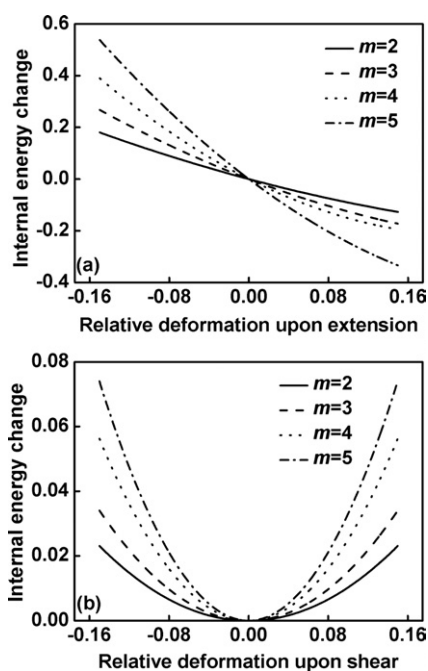 Internal energy change
0.6
0.4
0.2
0.0
-0.2
-0.4
m=2
m=3
m=4
m=5
(a)
-0.16 -0.08 0.00 0.08 0.16
Relative deformation upon extension
Internal energy change
0.08
0.06
0.04
0.02
0.00
m=2
m=3
m=4
m=5
(b)
-0.16 -0.08 0.00 0.08 0.16
Relative deformation upon shear